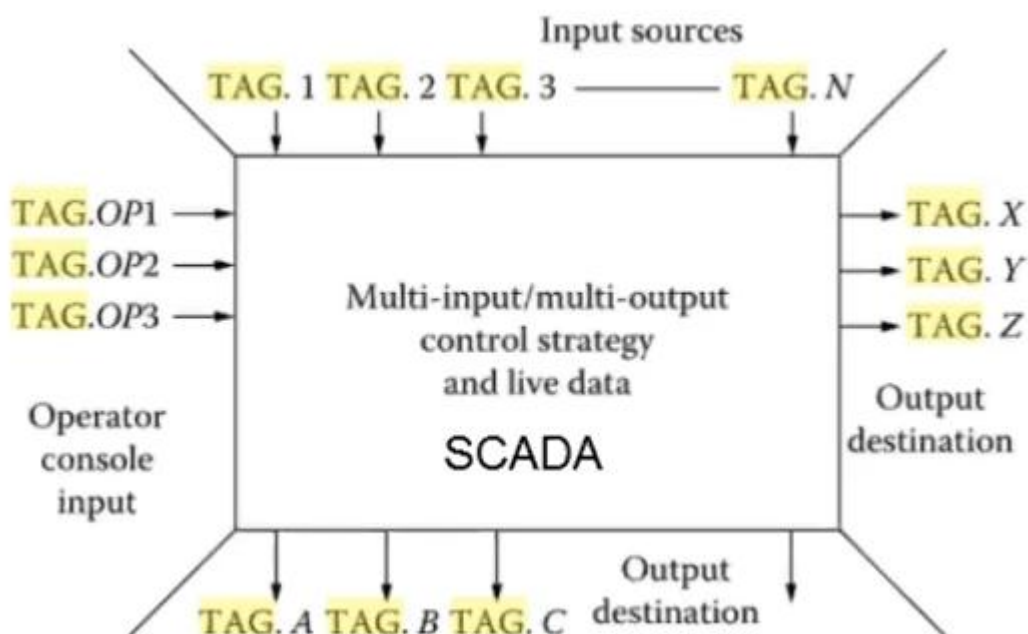 Input sources
TAG. 1 TAG. 2 TAG. 3 TAG. N
TAG.OP1
TAG.OP2
TAG.OP3
Operator
console
input
Multi-input/multi-output
control strategy
and live data
SCADA
TAG. X
TAG. Y
TAG. Z
Output
destination
Output
destination
TAG. A TAG. B TAG. C